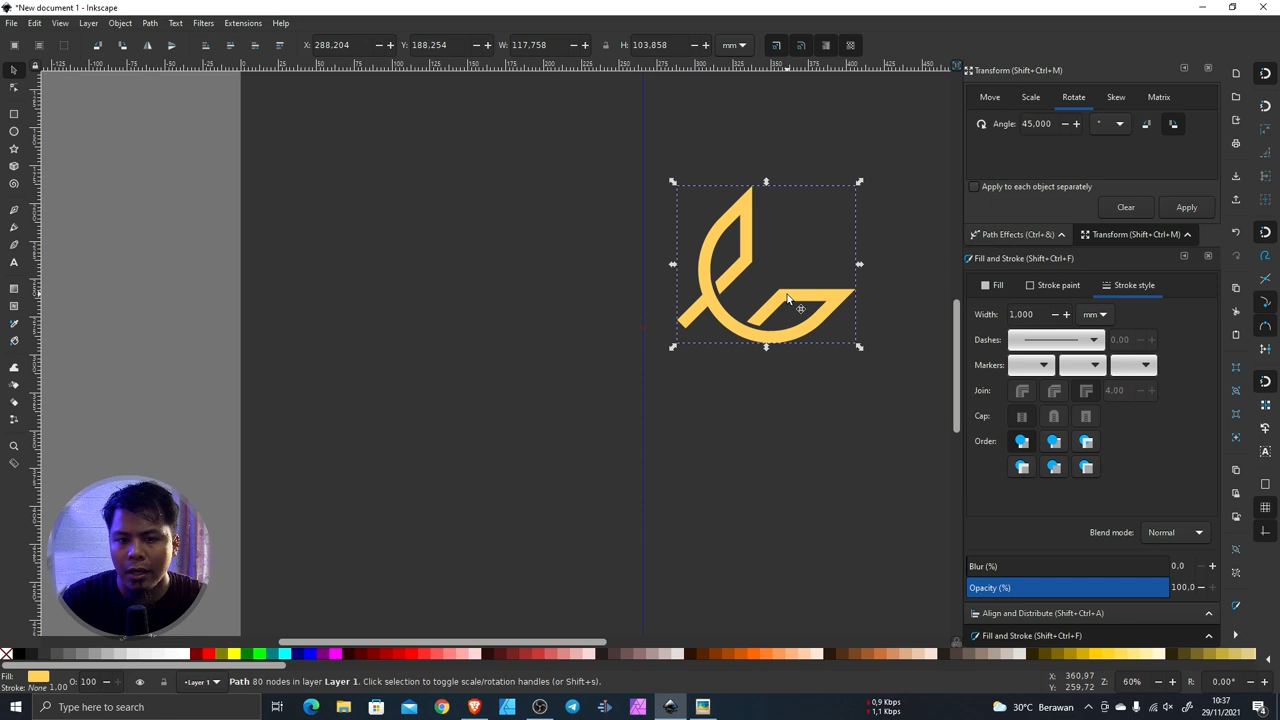 *New document 1 - Inkscape
File Edit View Layer Object Path Text Filters Extensions Help
X: 288,204 Y: 188,254 W: 117,758 H: 103,858 mm
Transform (Shift+Ctrl+M)
Move Scale Rotate Skew Matrix
Angle: 45,000 °
Apply to each object separately
Clear Apply
Path Effects (Ctrl+&) Transform (Shift+Ctrl+M)
Fill and Stroke (Shift+Ctrl+F)
Fill Stroke paint Stroke style
Width: 1,000 mm
Dashes: 0,00
Markers:
Join: 4,00
Cap:
Order:
Blend mode: Normal
Blur (%) 0,0
Opacity (%) 100,0
Align and Distribute (Shift+Ctrl+A)
Fill and Stroke (Shift+Ctrl+F)
Fill:
Stroke: None 1,00
O: 100
Layer 1
Path 80 nodes in layer Layer 1. Click selection to toggle scale/rotation handles (or Shift+s).
X: 360,97
Y: 259,72
Z: 60%
R: 0,00°
Type here to search
0,9 Kbps
1,1 Kbps
30°C Berawan
10:37
29/11/2021